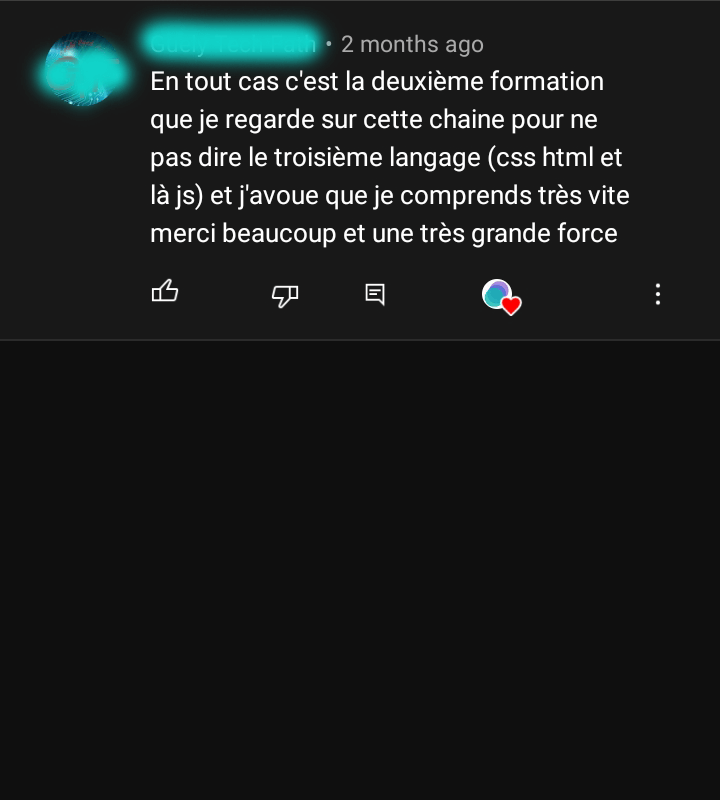 • 2 months ago
En tout cas c'est la deuxième formation
que je regarde sur cette chaine pour ne
pas dire le troisième langage (css html et
là js) et j'avoue que je comprends très vite
merci beaucoup et une très grande force